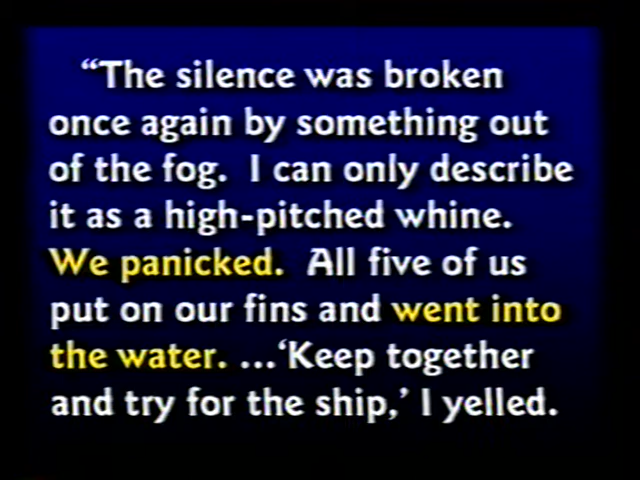 “The silence was broken
once again by something out
of the fog.  I can only describe
it as a high-pitched whine.
We panicked.  All five of us
put on our fins and went into
the water. ...‘Keep together
and try for the ship,’ I yelled.